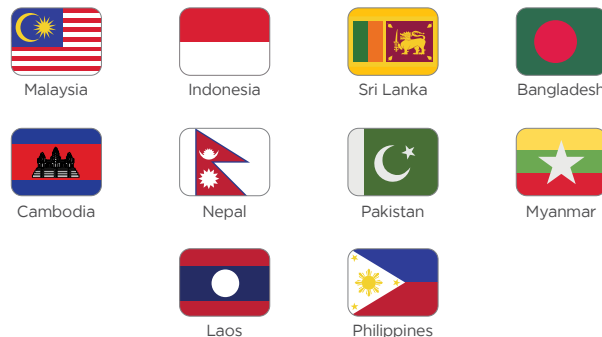 Malaysia
Indonesia
Sri Lanka
Bangladesh
Cambodia
Nepal
Pakistan
Myanmar
Laos
Philippines